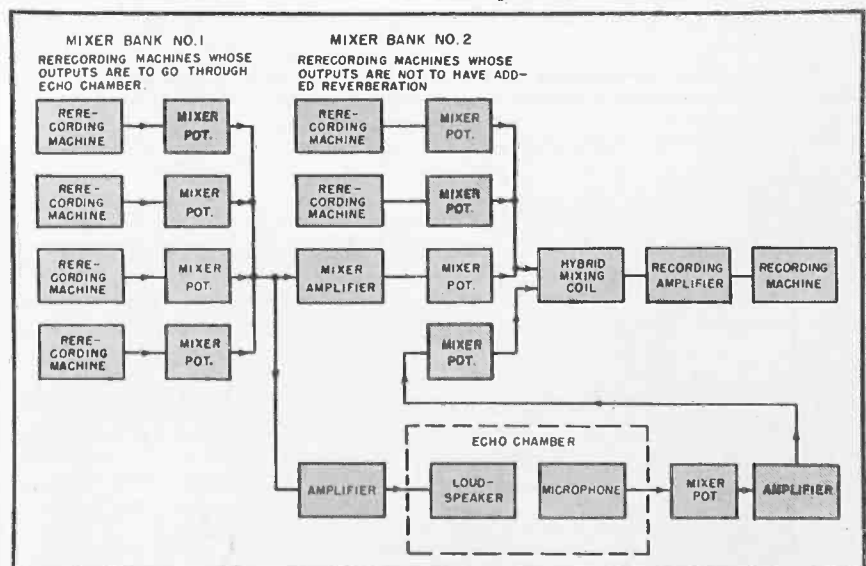 MIXER BANK NO.1
RERECORDING MACHINES WHOSE
OUTPUTS ARE TO GO THROUGH
ECHO CHAMBER.
MIXER BANK NO.2
RERECORDING MACHINES WHOSE
OUTPUTS ARE NOT TO HAVE ADD-
ED REVERBERATION
RERE-
CORDING
MACHINE
MIXER
POT.
RERE-
CORDING
MACHINE
MIXER
POT.
RERE-
CORDING
MACHINE
MIXER
POT.
RERE-
CORDING
MACHINE
MIXER
POT.
RERE-
CORDING
MACHINE
MIXER
POT.
MIXER
AMPLIFIER
MIXER
POT.
HYBRID
MIXING
COIL
RECORDING
AMPLIFIER
RECORDING
MACHINE
RERE-
CORDING
MACHINE
MIXER
POT.
MIXER
POT.
ECHO CHAMBER
AMPLIFIER
LOUD-
SPEAKER
MICROPHONE
MIXER
POT
AMPLIFIER